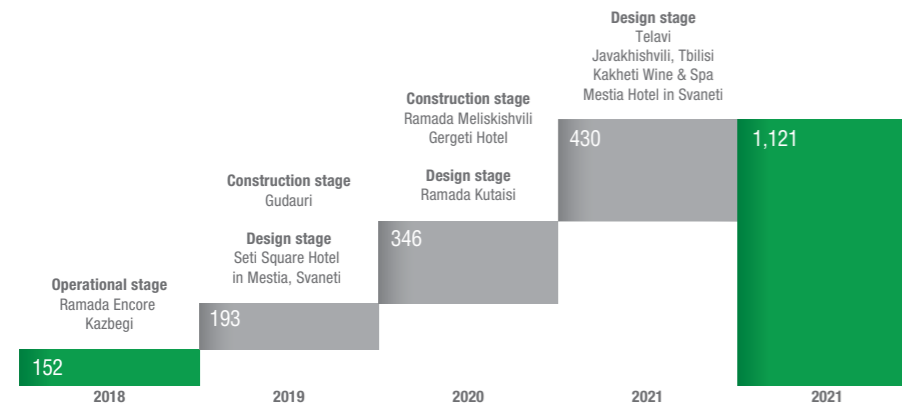 Design stage
Telavi
Javakhishvili, Tbilisi
Kakheti Wine & Spa
Mestia Hotel in Svaneti
Construction stage
Ramada Meliskishvili
Gergeti Hotel
430
1,121
Design stage
Ramada Kutaisi
Construction stage
Gudauri
Design stage
Seti Square Hotel
in Mestia, Svaneti
346
Operational stage
Ramada Encore
Kazbegi
193
152
2018
2019
2020
2021
2021